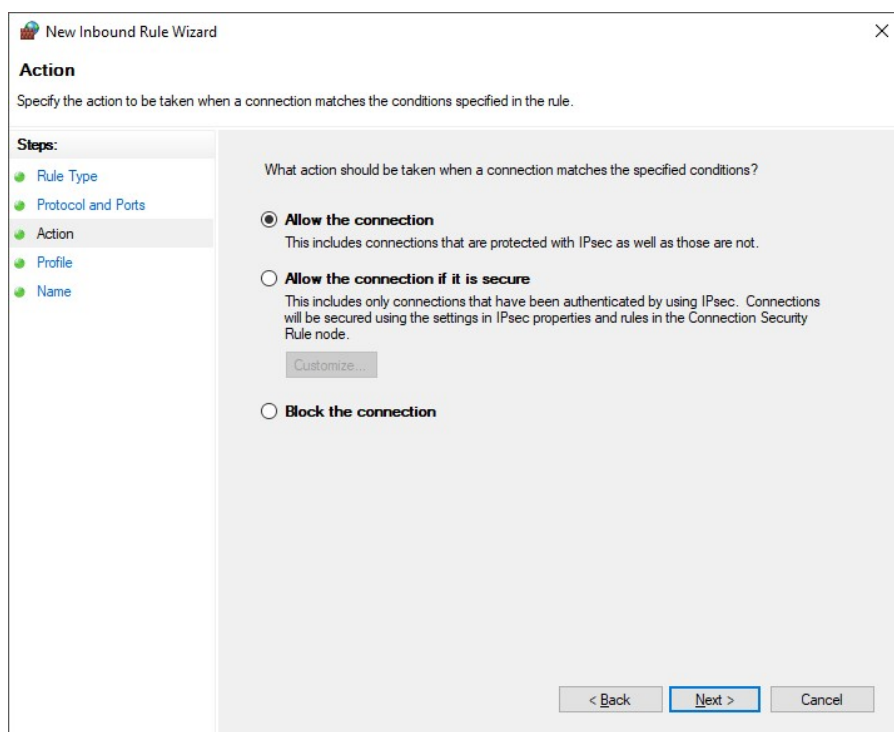 New Inbound Rule Wizard
Action
Specify the action to be taken when a connection matches the conditions specified in the rule.
Steps:
Rule Type
Protocol and Ports
Action
Profile
Name
What action should be taken when a connection matches the specified conditions?
Allow the connection
This includes connections that are protected with IPsec as well as those are not.
Allow the connection if it is secure
This includes only connections that have been authenticated by using IPsec. Connections
will be secured using the settings in IPsec properties and rules in the Connection Security
Rule node.
Customize...
Block the connection
< Back
Next >
Cancel